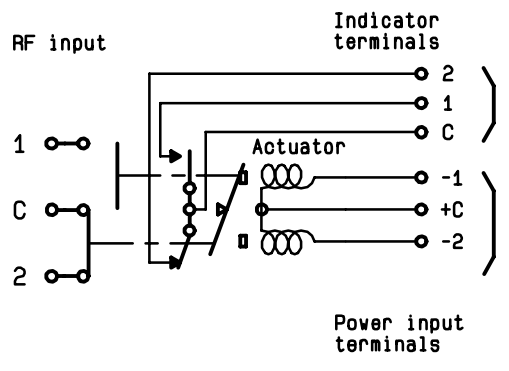 Indicator
terminals
RF input
2
1
C
1
Actuator
-1
C
+C
-2
2
Power input
terminals